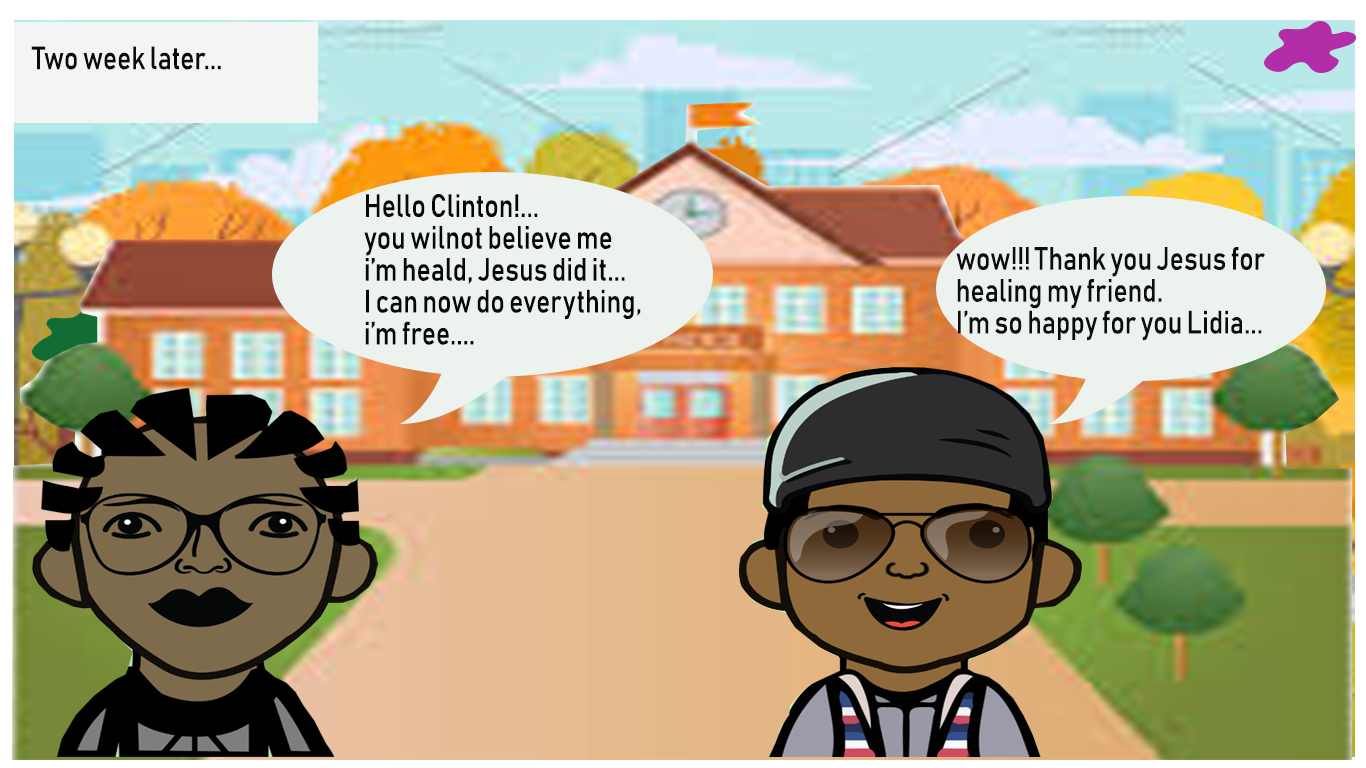 Two week later...
Hello Clinton!...
you wilnot believe me
i'm heald, Jesus did it...
I can now do everything,
i'm free....
wow!!! Thank you Jesus for
healing my friend.
I'm so happy for you Lidia...